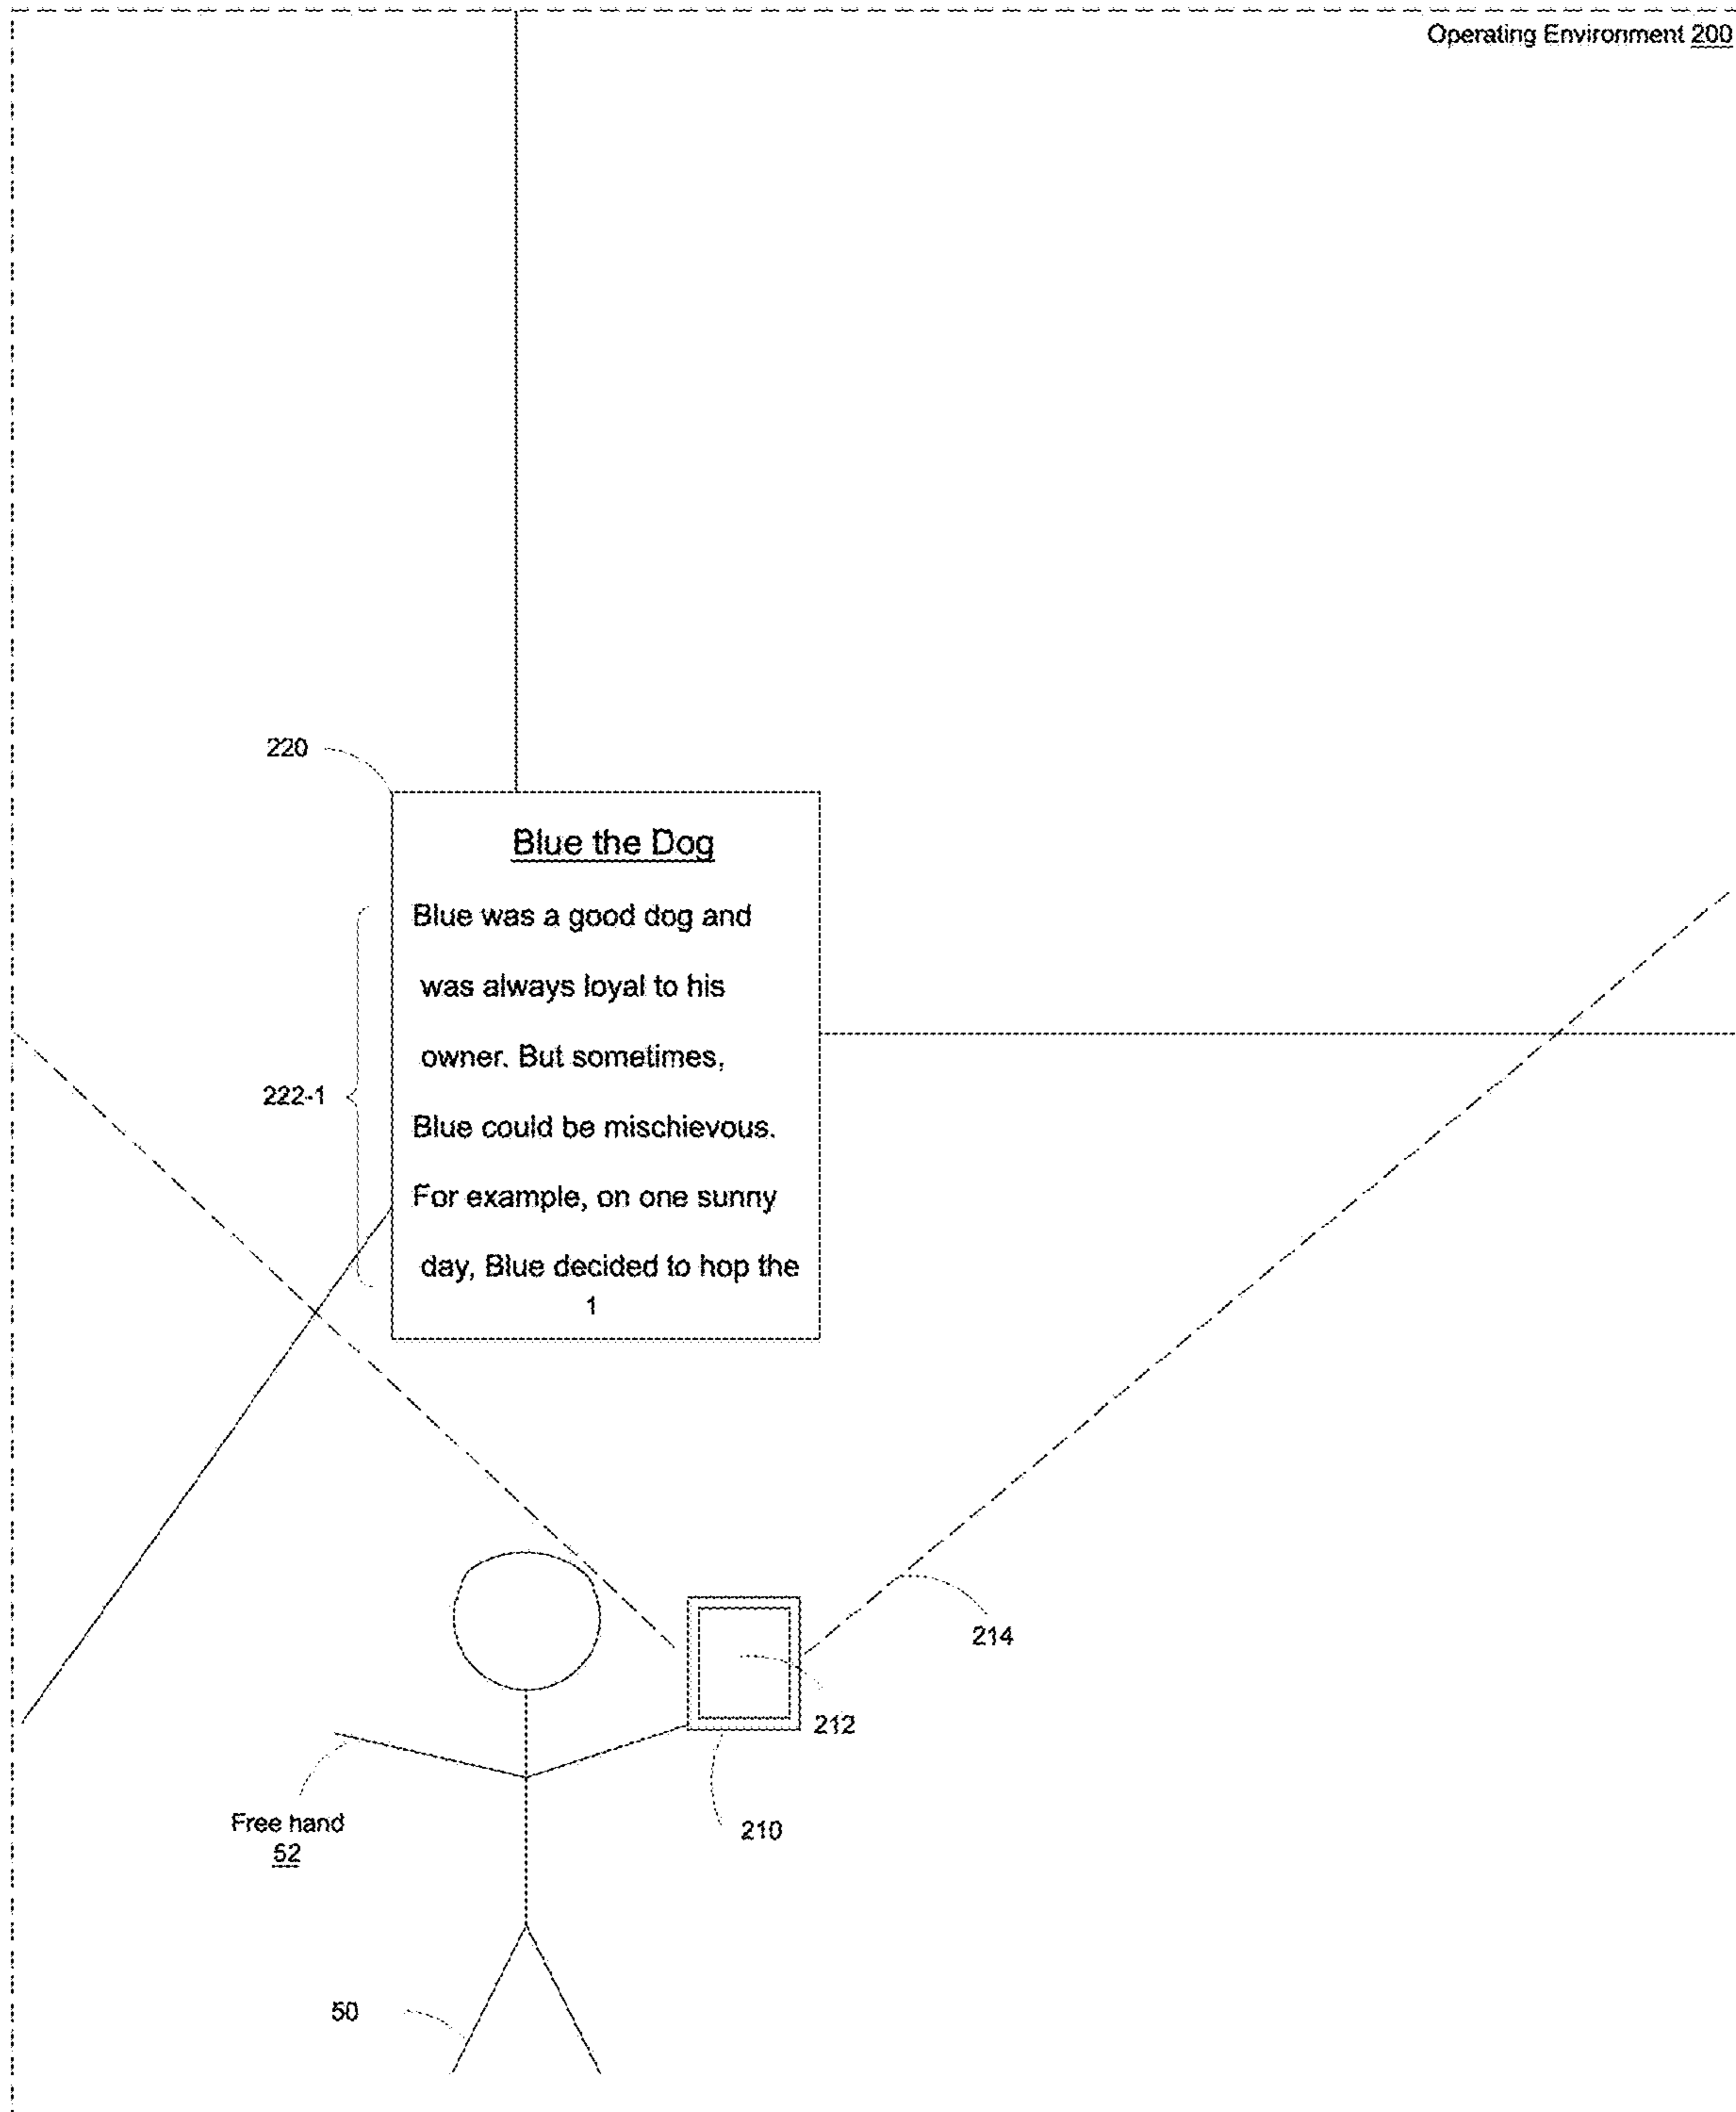 Operating Environment 200
220
Blue the Dog
Blue was a good dog and
was always loyal to his
owner. But sometimes,
222-1
Blue could be mischievous.
For example, on one sunny
day, Blue decided to hop the
1
214
212
Free hand
52
210
50